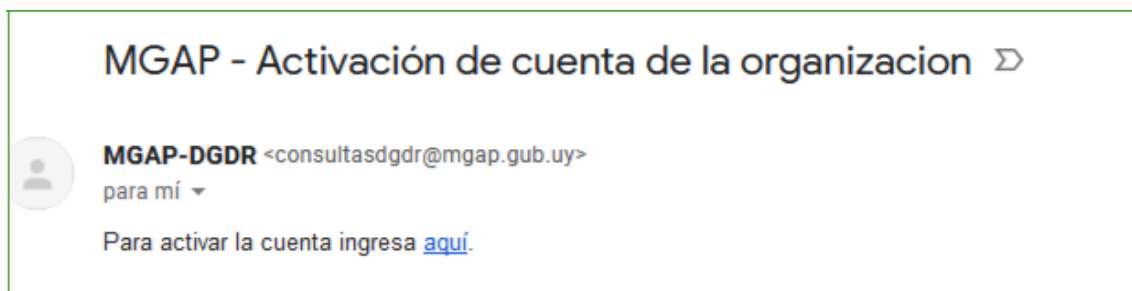 MGAP - Activación de cuenta de la organizacion
MGAP-DGDR <consultasdgdr@mgap.gub.uy>
para mí
Para activar la cuenta ingresa aquí.